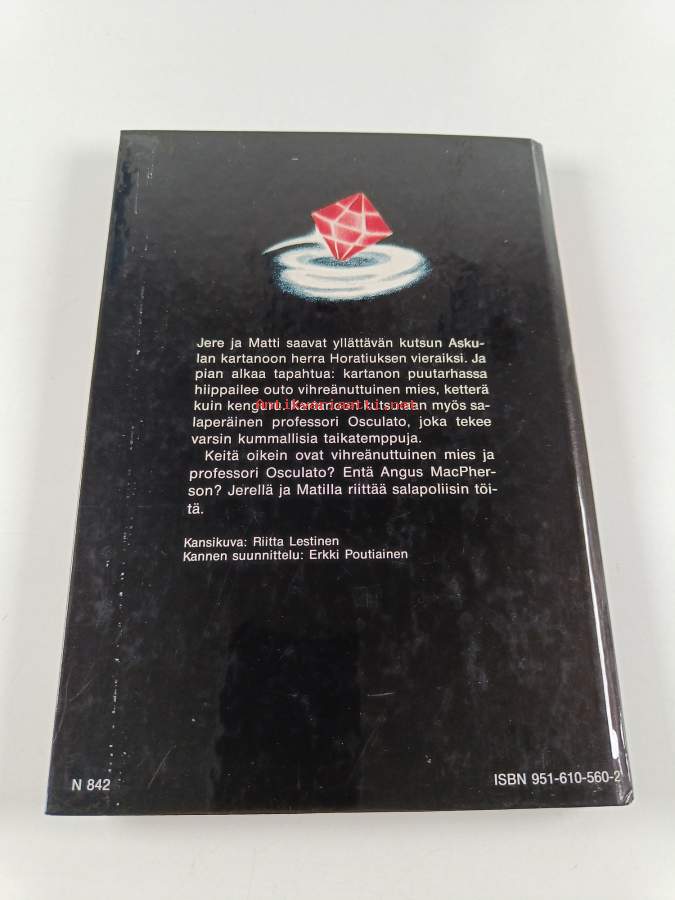 Jere ja Matti saavat yllättävän kutsun Asku-
lan kartanoon herra Horatiuksen vieraiksi. Ja
pian alkaa tapahtua: kartanon puutarhassa
hiippailee outo vihreänuttuinen mies, ketterä
kuin kenguru. Kartanoon kutsutaan myös sa-
Antikvariaatti.net
laperäinen professori Osculato, joka tekee
varsin kummallisia taikatemppuja.
Keitä oikein ovat vihreänuttuinen mies ja
professori Osculato? Entä Angus MacPher-
son? Jerellä ja Matilla riittää salapoliisin töi-
tä.
Kansikuva: Riitta Lestinen
Kannen suunnittelu: Erkki Poutiainen
N 842
ISBN 951-610-560-2